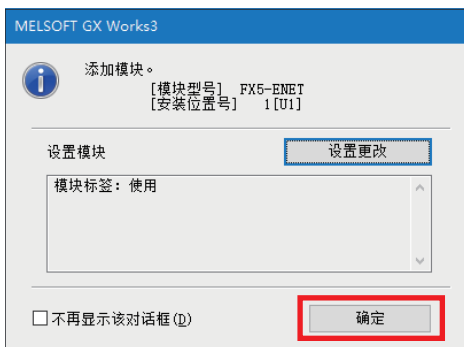 MELSOFT GX Works3
添加模块。
[模块型号] FX5-ENET
[安装位置号] 1[U1]
设置模块
设置更改
模块标签：使用
不再显示该对话框(D)
确定